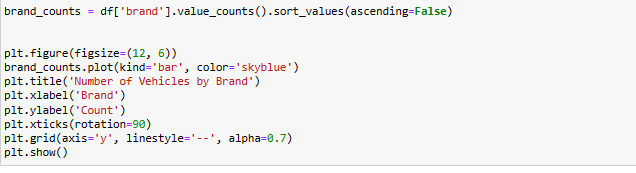 brand_counts = df['brand'].value_counts().sort_values(ascending=False)
plt.figure(figsize=(12, 6))
brand_counts.plot(kind='bar', color='skyblue')
plt.title('Number of Vehicles by Brand')
plt.xlabel('Brand')
plt.ylabel('Count')
plt.xticks(rotation=90)
plt.grid(axis='y', linestyle='--', alpha=0.7)
plt.show()